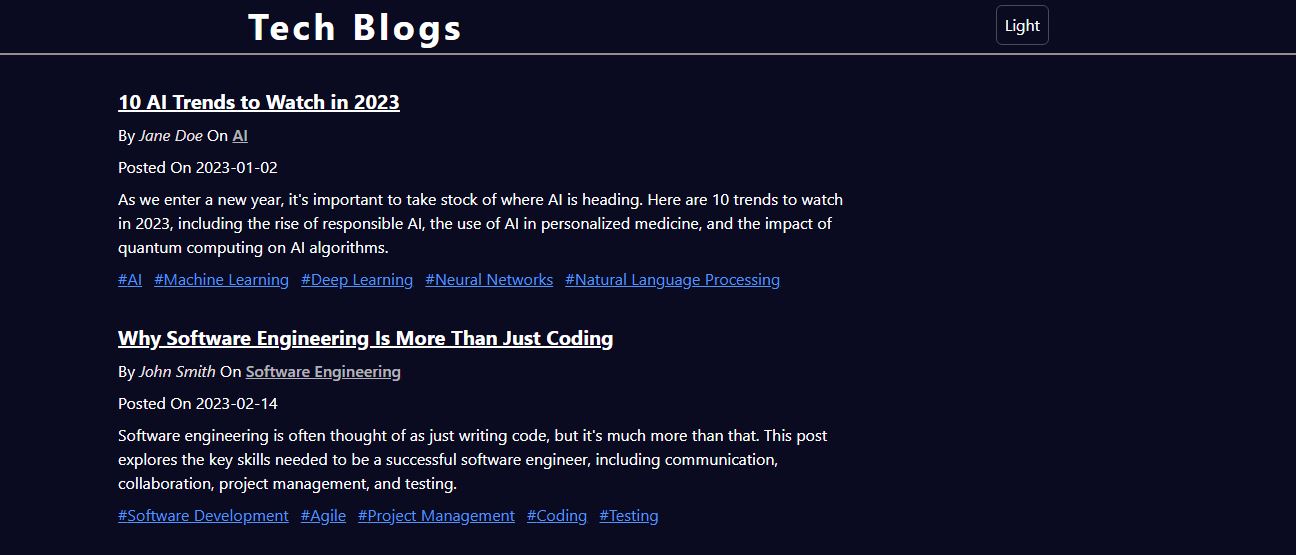 Tech Blogs
Light
10 AI Trends to Watch in 2023
By Jane Doe On AI
Posted On 2023-01-02
As we enter a new year, it's important to take stock of where AI is heading. Here are 10 trends to watch
in 2023, including the rise of responsible AI, the use of AI in personalized medicine, and the impact of
quantum computing on AI algorithms.
#AI #Machine Learning #Deep Learning #Neural Networks #Natural Language Processing
Why Software Engineering Is More Than Just Coding
By John Smith On Software Engineering
Posted On 2023-02-14
Software engineering is often thought of as just writing code, but it's much more than that. This post
explores the key skills needed to be a successful software engineer, including communication,
collaboration, project management, and testing.
#Software Development #Agile #Project Management #Coding #Testing